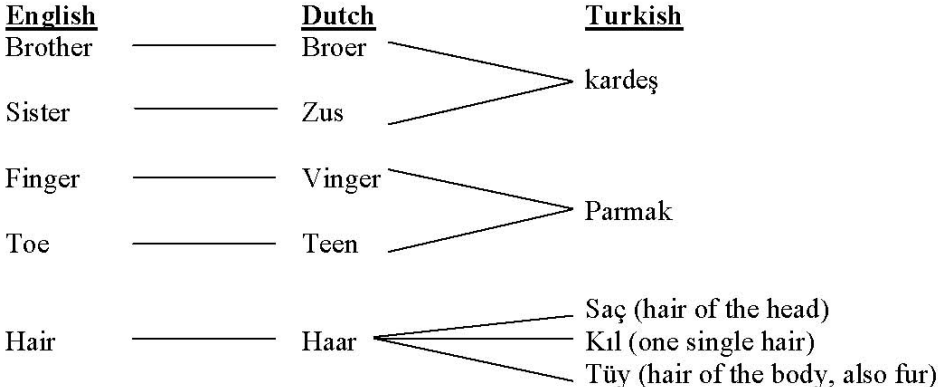 English Dutch Turkish
Brother Broer
kardeş
Sister Zus
Finger Vinger
Parmak
Toe Teen
Saç (hair of the head)
Hair Haar Kıl (one single hair)
Tüy (hair of the body, also fur)